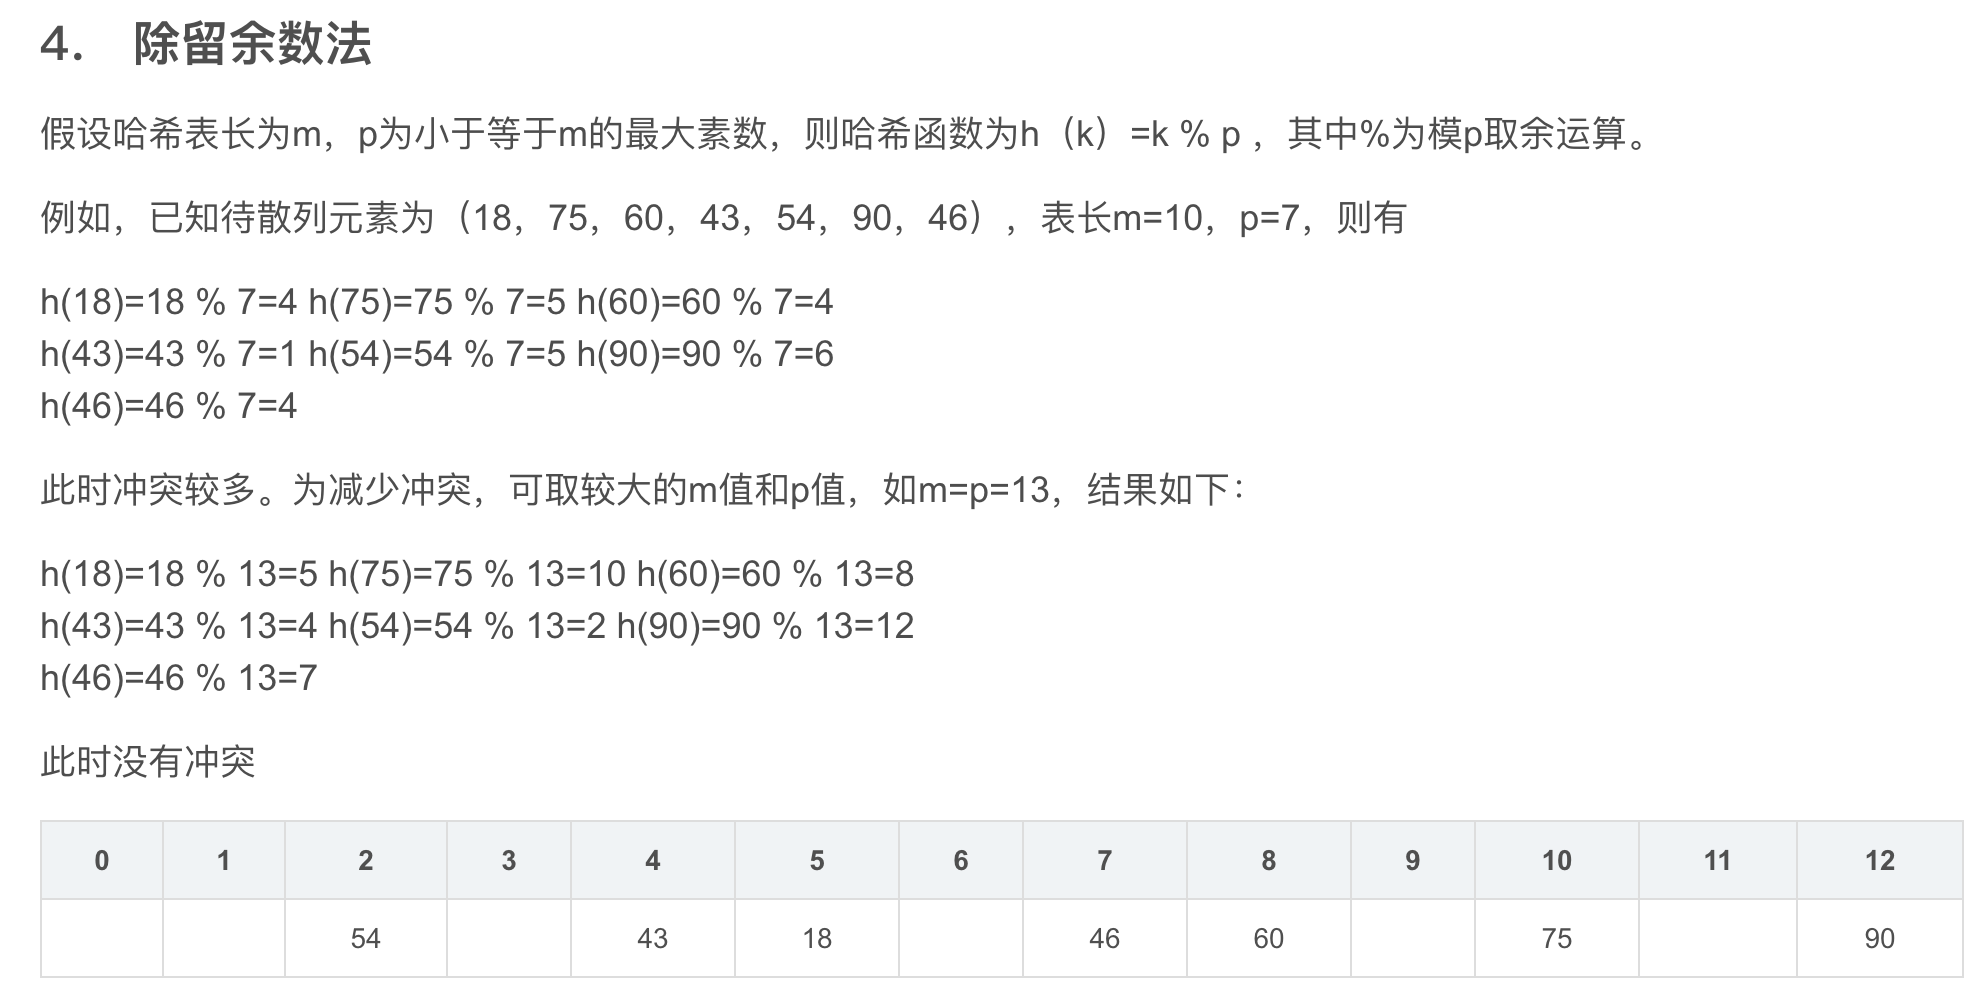 4. 除留余数法
假设哈希表长为m，p为小于等于m的最大素数，则哈希函数为h（k）=k % p ，其中%为模p取余运算。
例如，已知待散列元素为（18，75，60，43，54，90，46），表长m=10，p=7，则有
h(18)=18 % 7=4 h(75)=75 % 7=5 h(60)=60 % 7=4
h(43)=43 % 7=1 h(54)=54 % 7=5 h(90)=90 % 7=6
h(46)=46 % 7=4
此时冲突较多。为减少冲突，可取较大的m值和p值，如m=p=13，结果如下：
h(18)=18 % 13=5 h(75)=75 % 13=10 h(60)=60 % 13=8
h(43)=43 % 13=4 h(54)=54 % 13=2 h(90)=90 % 13=12
h(46)=46 % 13=7
此时没有冲突
0 1 2 3 4 5 6 7 8 9 10 11 12
54 43 18 46 60 75 90